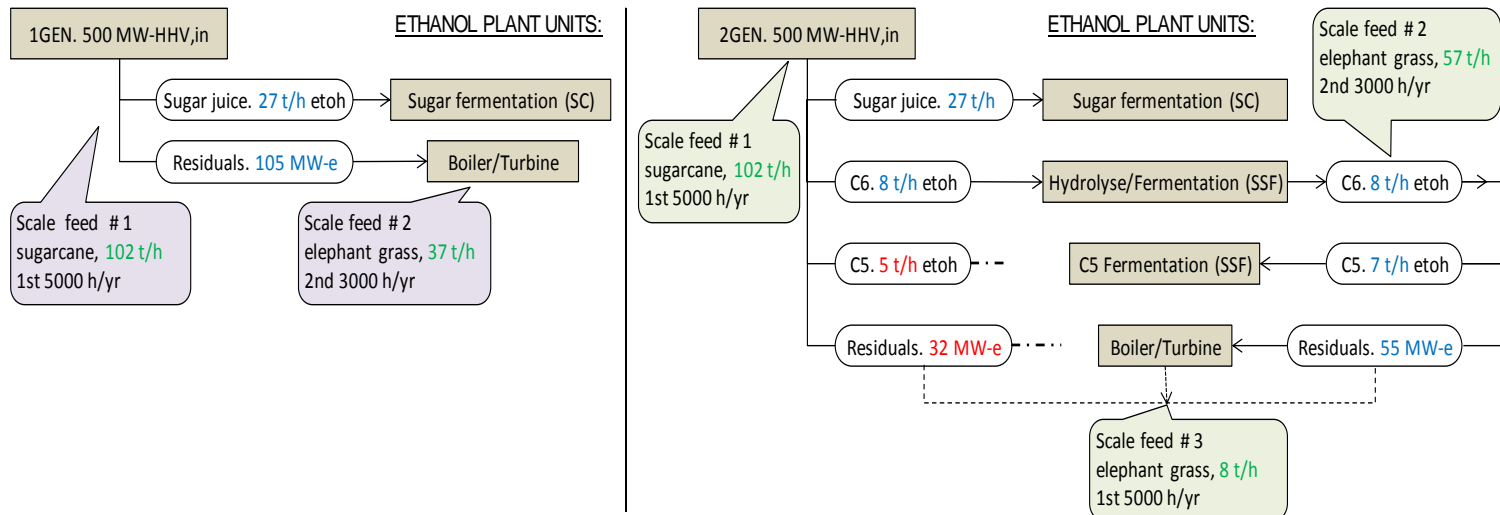 1GEN. 500 MW-HHV,in
ETHANOL PLANT UNITS:
Sugar juice. 27 t/h etoh
Sugar fermentation (SC)
Residuals. 105 MW-e
Boiler/Turbine
Scale feed # 1
sugarcane, 102 t/h
1st 5000 h/yr
Scale feed # 2
elephant grass, 37 t/h
2nd 3000 h/yr
2GEN. 500 MW-HHV,in
ETHANOL PLANT UNITS:
Scale feed # 2
elephant grass, 57 t/h
2nd 3000 h/yr
Sugar juice. 27 t/h
Sugar fermentation (SC)
Scale feed # 1
sugarcane, 102 t/h
1st 5000 h/yr
C6. 8 t/h etoh
Hydrolyse/Fermentation (SSF)
C6. 8 t/h etoh
C5. 5 t/h etoh
C5 Fermentation (SSF)
C5. 7 t/h etoh
Residuals. 32 MW-e
Boiler/Turbine
Residuals. 55 MW-e
Scale feed # 3
elephant grass, 8 t/h
1st 5000 h/yr